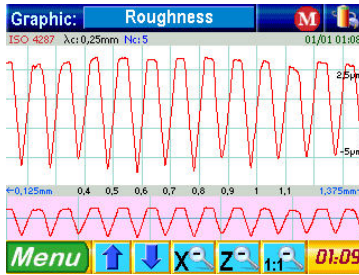 Graphic: Roughness M
ISO 4287 λc:0,25mm Nc:5 01/01 01:08
2,5µm
-5µm
←0,125mm 0,4 0,5 0,6 0,7 0,8 0,9 1 1,1 1,375mm
Menu X Z 1:1 01:09